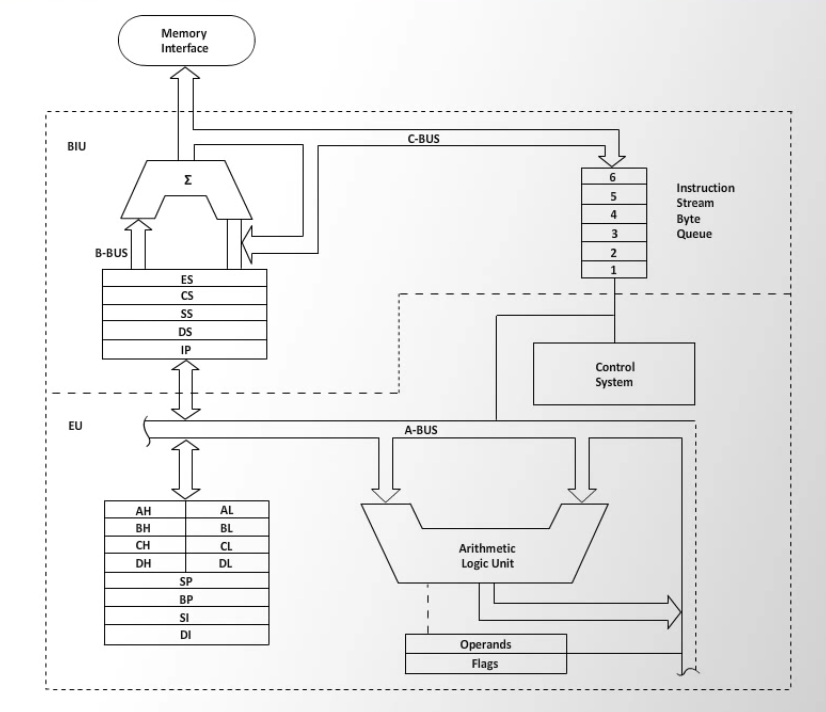 Memory
Interface
BIU
C-BUS
Σ
6
5
4
3
2
1
Instruction
Stream
Byte
Queue
B-BUS
ES
CS
SS
DS
IP
Control
System
EU
A-BUS
AH AL
BH BL
CH CL
DH DL
SP
BP
SI
DI
Arithmetic
Logic Unit
Operands
Flags